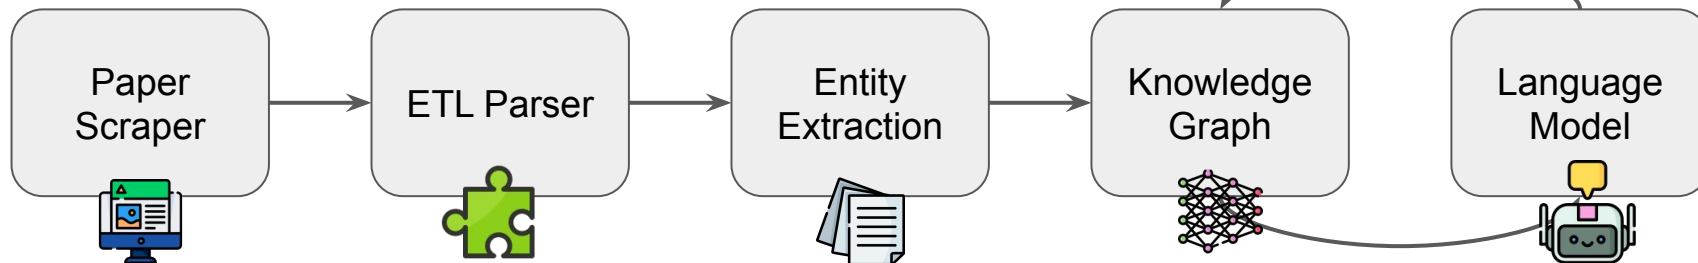 Paper
Scraper
ETL Parser
Entity
Extraction
Knowledge
Graph
Language
Model